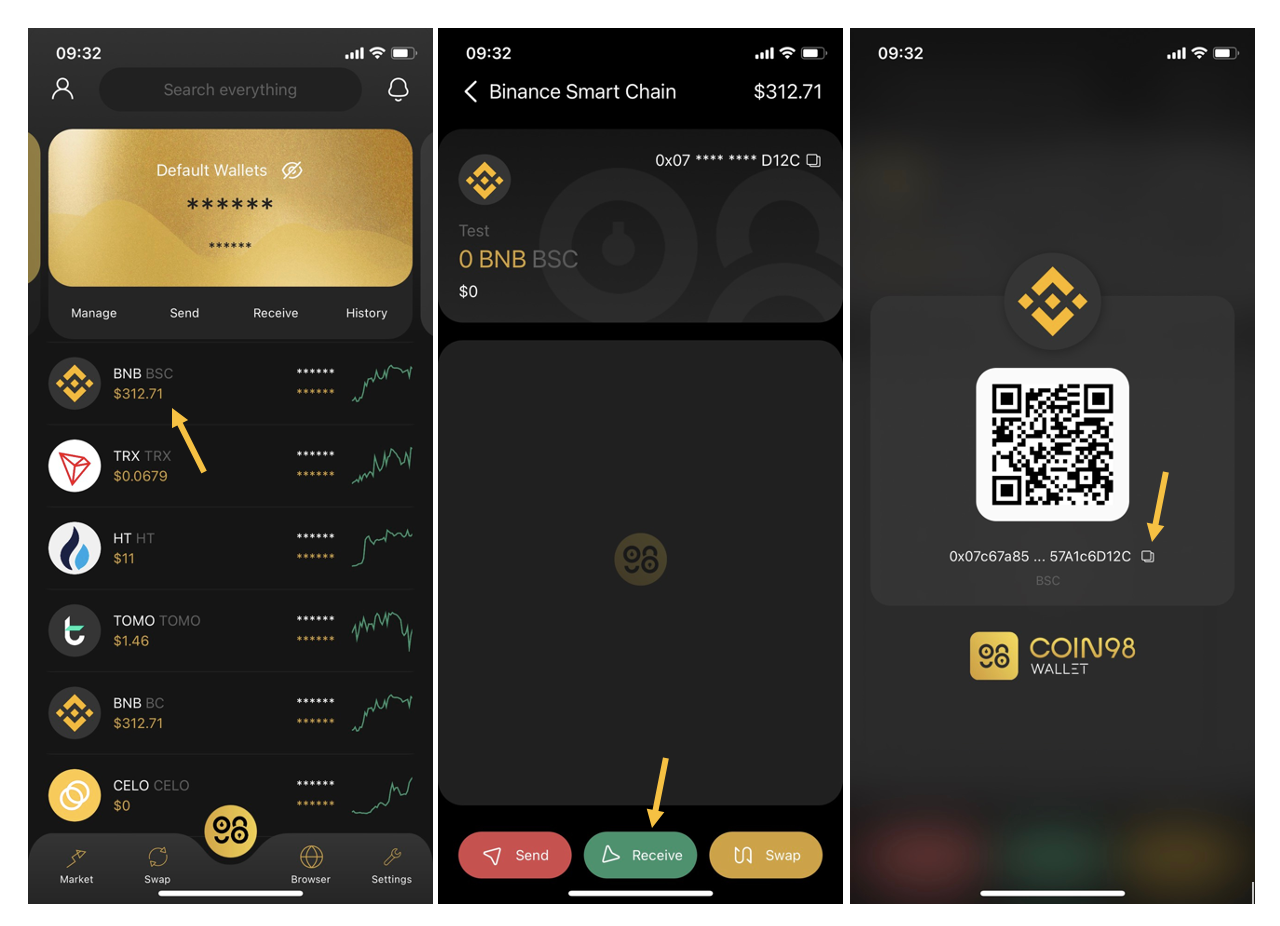 09:32
Search everything
Default Wallets
******
******
Manage Send Receive History
BNB BSC ******
$312.71 ******
TRX TRX ******
$0.0679 ******
HT HT ******
$11 ******
TOMO TOMO ******
$1.46 ******
BNB BC ******
$312.71 ******
CELO CELO ******
$0 ******
Market Swap Browser Settings
09:32
Binance Smart Chain $312.71
0x07 **** **** D12C
Test
0 BNB BSC
$0
Send Receive Swap
09:32
0x07c67a85 ... 57A1c6D12C
BSC
COIN98
WALLET